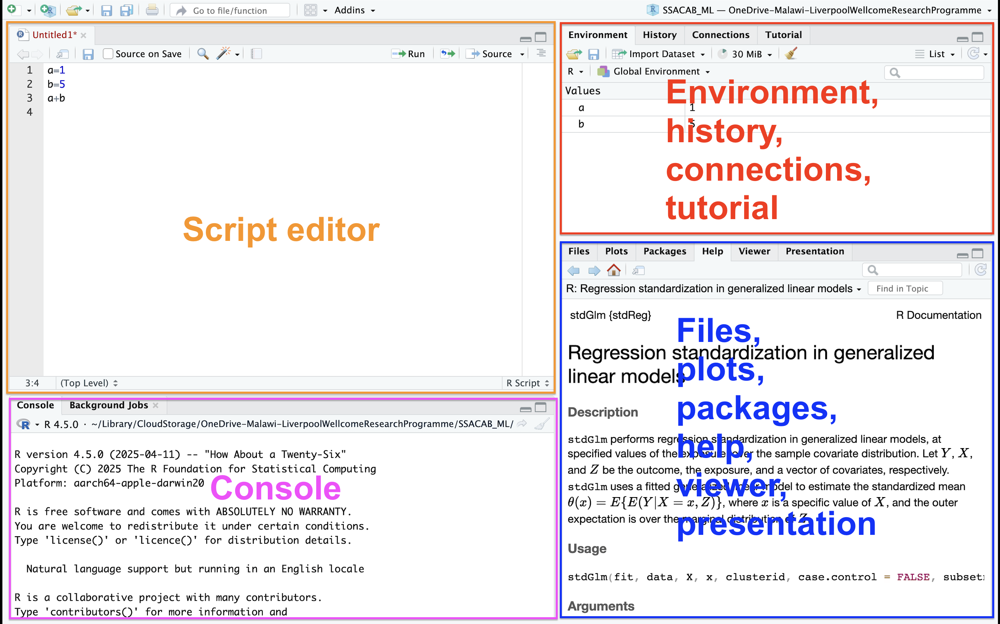 Go to file/function
Addins
SSACAB_ML — OneDrive-Malawi-LiverpoolWellcomeResearchProgramme
Untitled1*
Source on Save
Run
Source
1 a=1
2 b=5
3 a+b
4
Script editor
3:4 (Top Level) R Script
Console Background Jobs
R 4.5.0 · ~/Library/CloudStorage/OneDrive-Malawi-LiverpoolWellcomeResearchProgramme/SSACAB_ML/
R version 4.5.0 (2025-04-11) -- "How About a Twenty-Six"
Copyright (C) 2025 The R Foundation for Statistical Computing
Platform: aarch64-apple-darwin20
Console
R is free software and comes with ABSOLUTELY NO WARRANTY.
You are welcome to redistribute it under certain conditions.
Type 'license()' or 'licence()' for distribution details.
Natural language support but running in an English locale
R is a collaborative project with many contributors.
Type 'contributors()' for more information and
Environment History Connections Tutorial
Import Dataset 30 MiB List
R Global Environment
Values
a 1
b 5
Environment,
history,
connections,
tutorial
Files Plots Packages Help Viewer Presentation
R: Regression standardization in generalized linear models Find in Topic
stdGlm {stdReg} R Documentation
Regression standardization in generalized
linear models
Description
stdGlm performs regression standardization in generalized linear models, at
specified values of the exposure, over the sample covariate distribution. Let Y, X,
and Z be the outcome, the exposure, and a vector of covariates, respectively.
stdGlm uses a fitted generalized linear model to estimate the standardized mean
θ(x) = E{E(Y|X = x, Z)}, where x is a specific value of X, and the outer
expectation is over the marginal distribution of Z.
Usage
stdGlm(fit, data, X, x, clusterid, case.control = FALSE, subset
Arguments
Files,
plots,
packages,
help,
viewer,
presentation